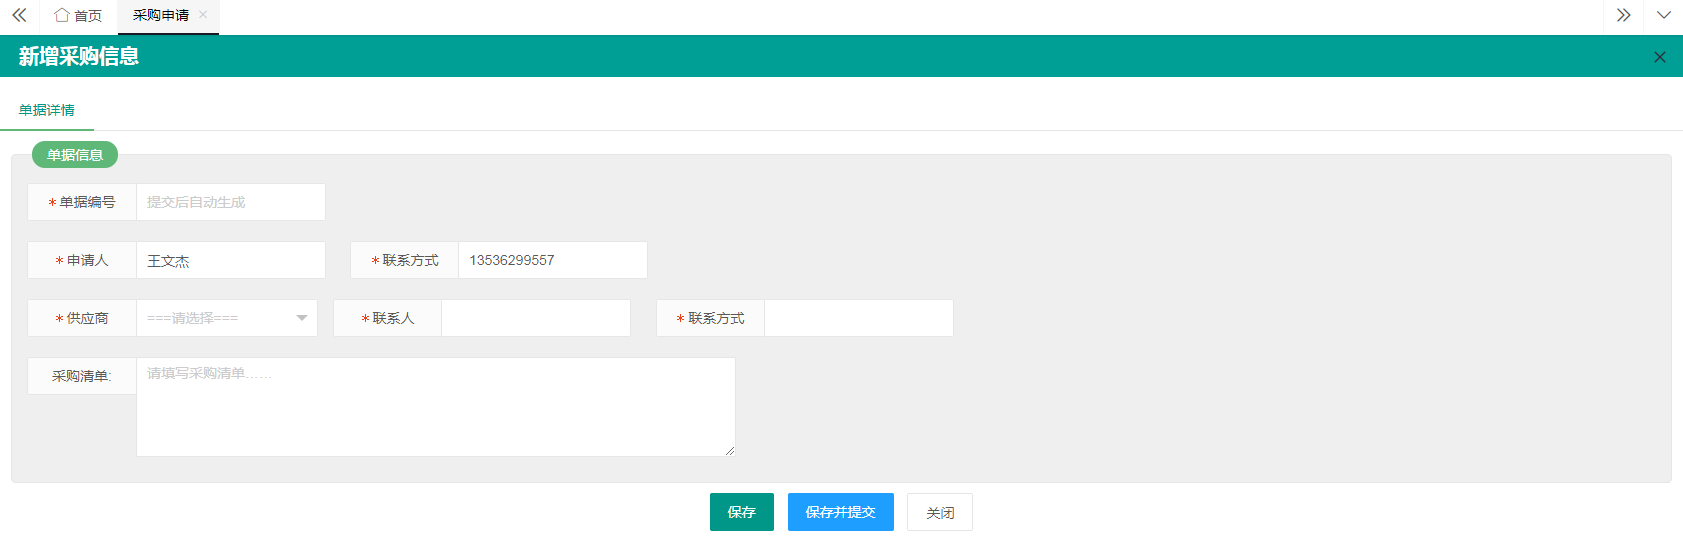 首页 采购申请
新增采购信息
单据详情
单据信息
*单据编号 提交后自动生成
*申请人 王文杰 *联系方式 13536299557
*供应商 ===请选择=== *联系人 *联系方式
采购清单: 请填写采购清单......
保存 保存并提交 关闭